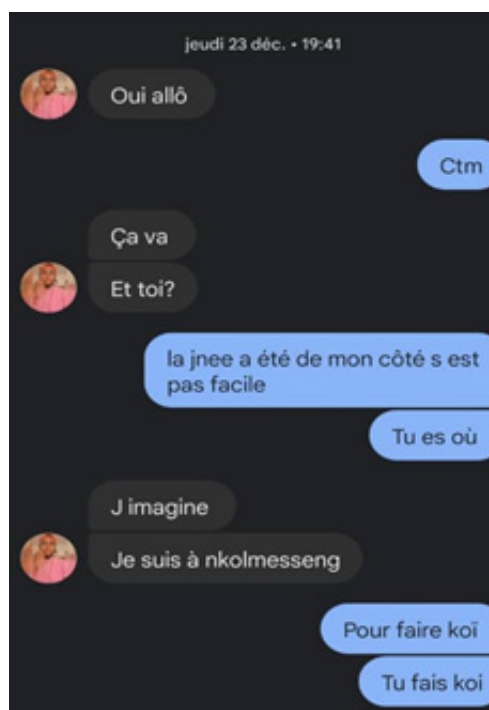 jeudi 23 déc. • 19:41
Oui allô
Ctm
Ça va
Et toi?
la jnee a été de mon côté s est
pas facile
Tu es où
J imagine
Je suis à nkolmesseng
Pour faire koï
Tu fais koi